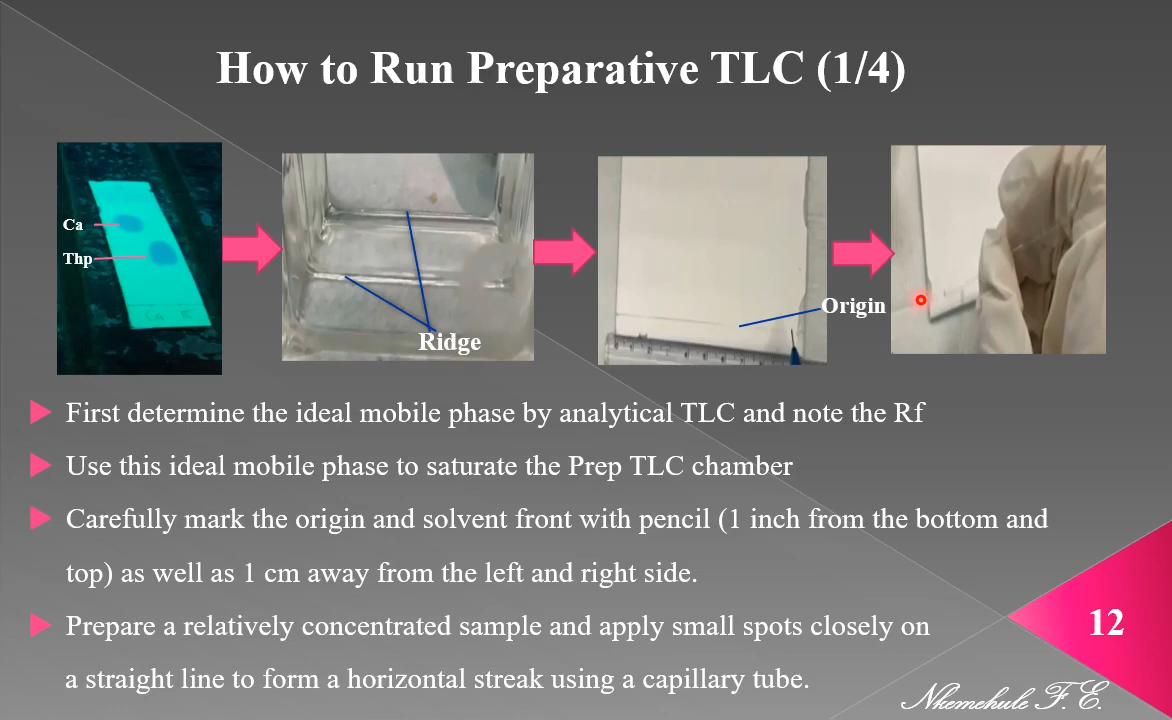 How to Run Preparative TLC (1/4)
Ca
Thp
Ca
Ridge
Origin
First determine the ideal mobile phase by analytical TLC and note the Rf
Use this ideal mobile phase to saturate the Prep TLC chamber
Carefully mark the origin and solvent front with pencil (1 inch from the bottom and
top) as well as 1 cm away from the left and right side.
Prepare a relatively concentrated sample and apply small spots closely on
a straight line to form a horizontal streak using a capillary tube.
12
Nkemehule F. E.